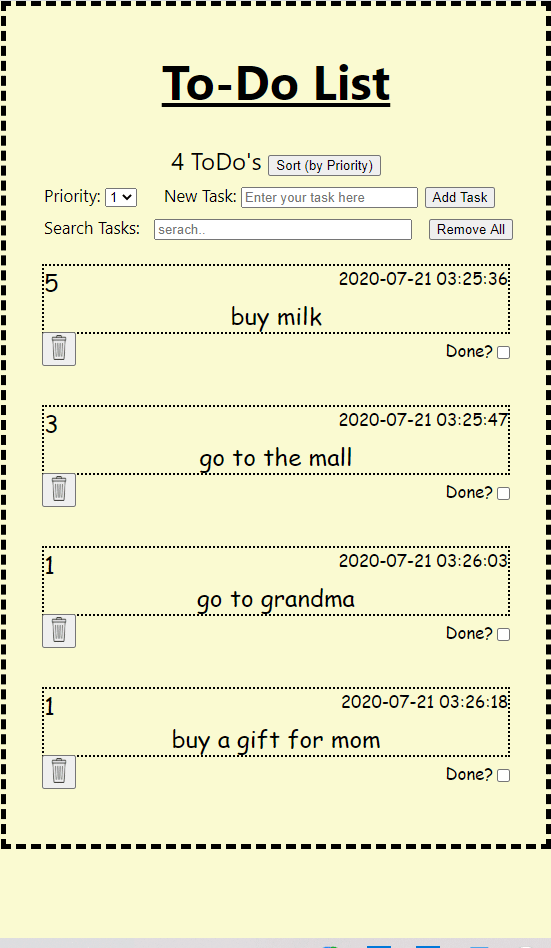 To-Do List
4 ToDo's Sort (by Priority)
Priority: 1 New Task: Enter your task here Add Task
Search Tasks: serach.. Remove All
5 2020-07-21 03:25:36
buy milk
Done?
3 2020-07-21 03:25:47
go to the mall
Done?
1 2020-07-21 03:26:03
go to grandma
Done?
1 2020-07-21 03:26:18
buy a gift for mom
Done?